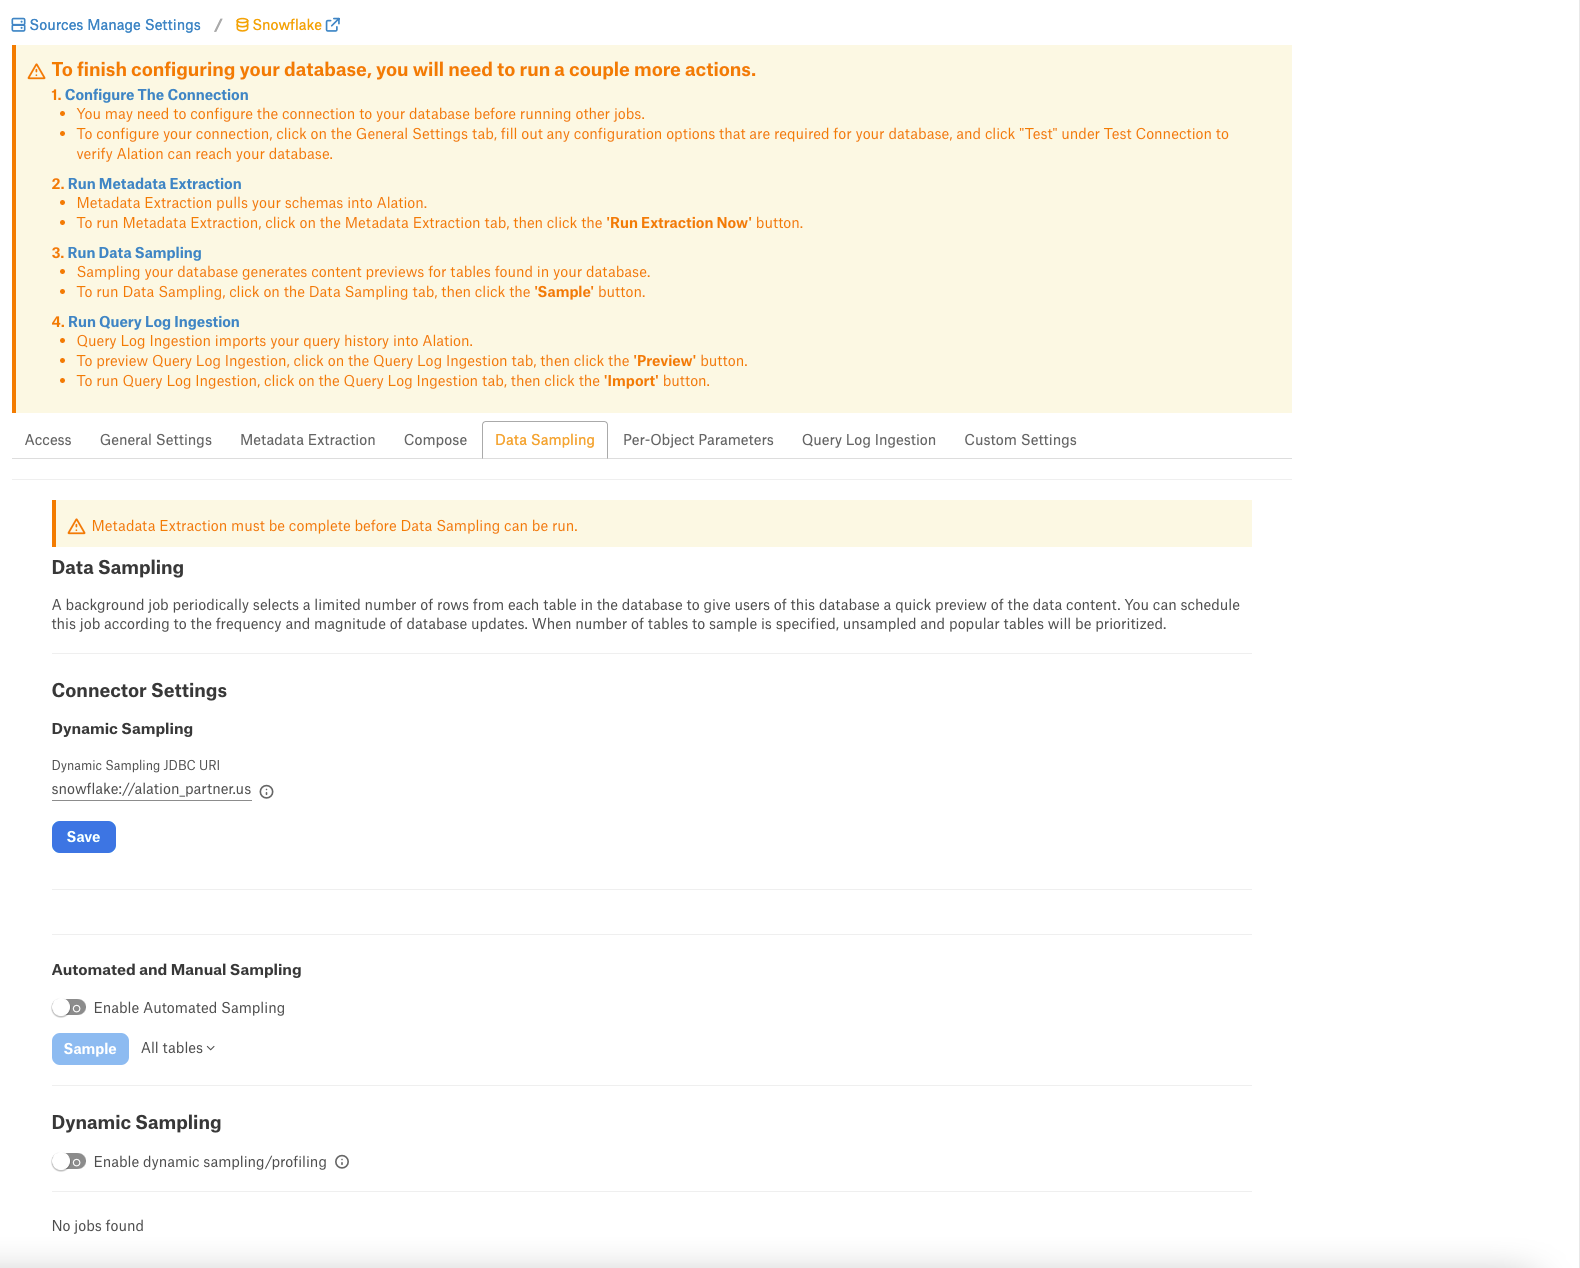 Sources Manage Settings / Snowflake
To finish configuring your database, you will need to run a couple more actions.
1. Configure The Connection
• You may need to configure the connection to your database before running other jobs.
• To configure your connection, click on the General Settings tab, fill out any configuration options that are required for your database, and click "Test" under Test Connection to
verify Alation can reach your database.
2. Run Metadata Extraction
• Metadata Extraction pulls your schemas into Alation.
• To run Metadata Extraction, click on the Metadata Extraction tab, then click the 'Run Extraction Now' button.
3. Run Data Sampling
• Sampling your database generates content previews for tables found in your database.
• To run Data Sampling, click on the Data Sampling tab, then click the 'Sample' button.
4. Run Query Log Ingestion
• Query Log Ingestion imports your query history into Alation.
• To preview Query Log Ingestion, click on the Query Log Ingestion tab, then click the 'Preview' button.
• To run Query Log Ingestion, click on the Query Log Ingestion tab, then click the 'Import' button.
Access General Settings Metadata Extraction Compose Data Sampling Per-Object Parameters Query Log Ingestion Custom Settings
Metadata Extraction must be complete before Data Sampling can be run.
Data Sampling
A background job periodically selects a limited number of rows from each table in the database to give users of this database a quick preview of the data content. You can schedule
this job according to the frequency and magnitude of database updates. When number of tables to sample is specified, unsampled and popular tables will be prioritized.
Connector Settings
Dynamic Sampling
Dynamic Sampling JDBC URI
snowflake://alation_partner.us
Save
Automated and Manual Sampling
Enable Automated Sampling
Sample All tables
Dynamic Sampling
Enable dynamic sampling/profiling
No jobs found